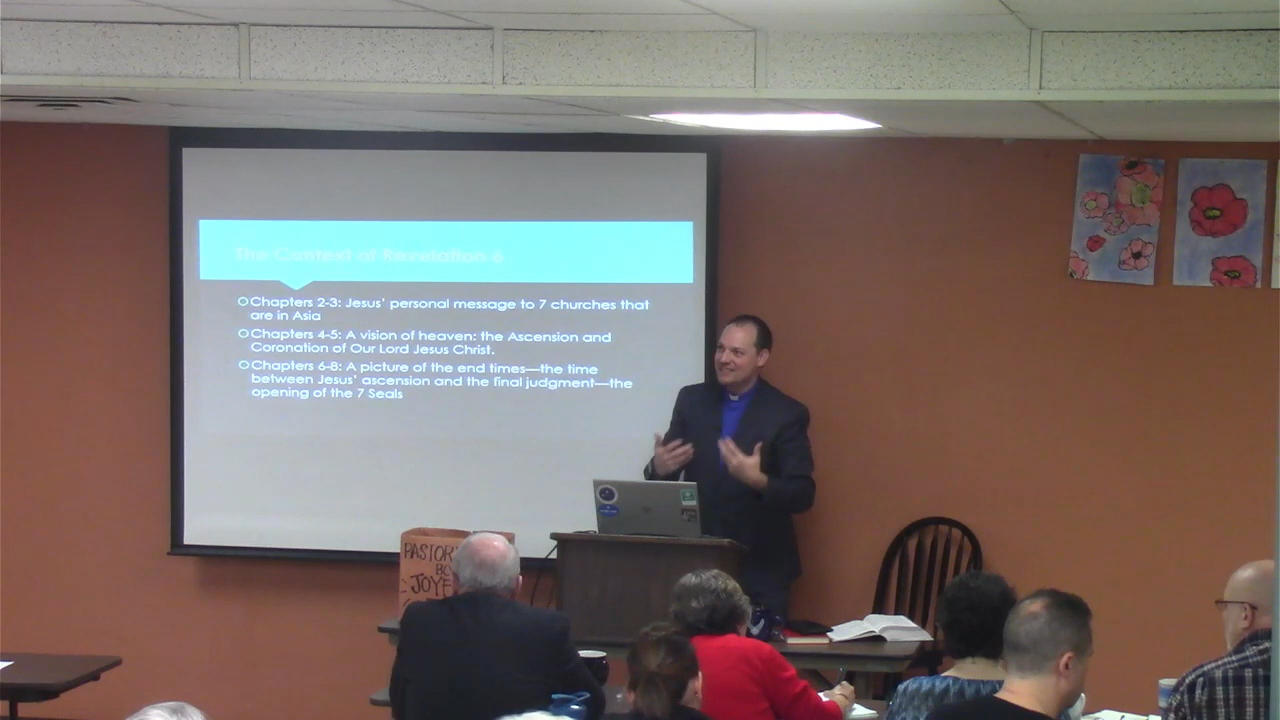 The Context of Revelation 6
Chapters 2-3: Jesus' personal message to 7 churches that
are in Asia
Chapters 4-5: A vision of heaven: the Ascension and
Coronation of Our Lord Jesus Christ.
Chapters 6-8: A picture of the end times—the time
between Jesus' ascension and the final judgment—the
opening of the 7 Seals
PASTOR